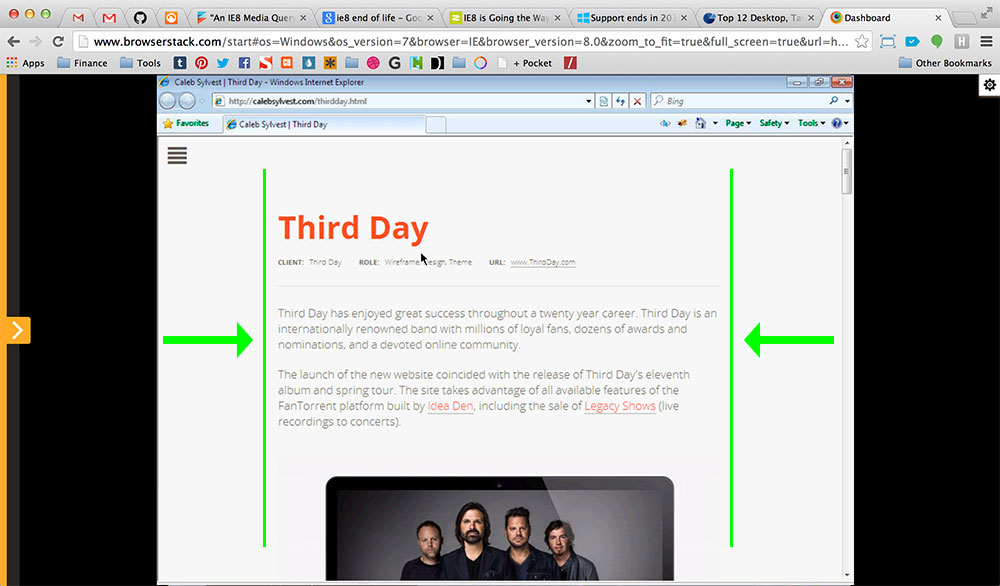 "An IE8 Media Quer
ie8 end of life – Goo
IE8 is Going the Way
Support ends in 201
Top 12 Desktop, Ta
Dashboard
www.browserstack.com/start#os=Windows&os_version=7&browser=IE&browser_version=8.0&zoom_to_fit=true&full_screen=true&url=h...
Apps Finance Tools + Pocket Other Bookmarks
Caleb Sylvest | Third Day - Windows Internet Explorer
http://calebsylvest.com/thirdday.html
Bing
Favorites Caleb Sylvest | Third Day Page Safety Tools
Third Day
CLIENT: Third Day ROLE: Wireframe, Design, Theme URL: www.ThirdDay.com
Third Day has enjoyed great success throughout a twenty year career. Third Day is an
internationally renowned band with millions of loyal fans, dozens of awards and
nominations, and a devoted online community.
The launch of the new website coincided with the release of Third Day's eleventh
album and spring tour. The site takes advantage of all available features of the
FanTorrent platform built by Idea Den, including the sale of Legacy Shows (live
recordings to concerts).